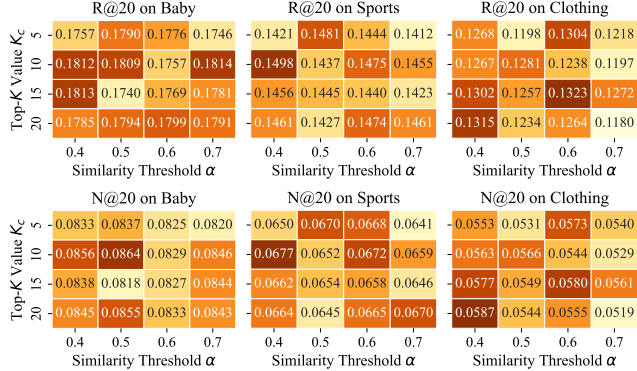 R@20 on Baby
R@20 on Sports
R@20 on Clothing
Top-K Value K_c
5 0.1757 0.1790 0.1776 0.1746 0.1421 0.1481 0.1444 0.1412 0.1268 0.1198 0.1304 0.1218
10 0.1812 0.1809 0.1757 0.1814 0.1498 0.1437 0.1475 0.1455 0.1267 0.1281 0.1238 0.1197
15 0.1813 0.1740 0.1769 0.1781 0.1456 0.1445 0.1440 0.1423 0.1302 0.1257 0.1323 0.1272
20 0.1785 0.1794 0.1799 0.1791 0.1461 0.1427 0.1474 0.1461 0.1315 0.1234 0.1264 0.1180
0.4 0.5 0.6 0.7 0.4 0.5 0.6 0.7 0.4 0.5 0.6 0.7
Similarity Threshold α
Similarity Threshold α
Similarity Threshold α
N@20 on Baby
N@20 on Sports
N@20 on Clothing
Top-K Value K_c
5 0.0833 0.0837 0.0825 0.0820 0.0650 0.0670 0.0668 0.0641 0.0553 0.0531 0.0573 0.0540
10 0.0856 0.0864 0.0829 0.0846 0.0677 0.0652 0.0672 0.0659 0.0563 0.0566 0.0544 0.0529
15 0.0838 0.0818 0.0827 0.0844 0.0662 0.0654 0.0658 0.0646 0.0577 0.0549 0.0580 0.0561
20 0.0845 0.0855 0.0833 0.0843 0.0664 0.0645 0.0665 0.0670 0.0587 0.0544 0.0555 0.0519
0.4 0.5 0.6 0.7 0.4 0.5 0.6 0.7 0.4 0.5 0.6 0.7
Similarity Threshold α
Similarity Threshold α
Similarity Threshold α